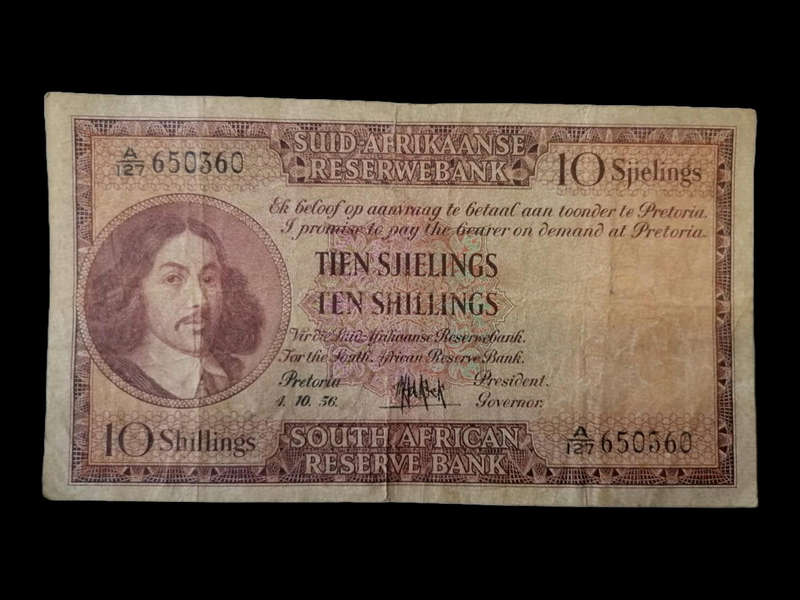 SUID-AFRIKAANSE
RESERWEBANK
A/127 650360
10 Sjielings
Ek beloof op aanvraag te betaal aan toonder te Pretoria.
I promise to pay the bearer on demand at Pretoria.
TIEN SJIELINGS
TEN SHILLINGS
Vir die Suid-Afrikaanse Reserwebank.
For the South African Reserve Bank.
Pretoria President.
4. 10. 56. Governor.
10 Shillings
SOUTH AFRICAN
RESERVE BANK
A/127 650360